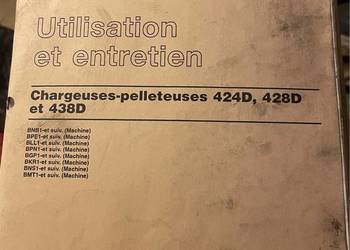 Utilisation
et entretien
Chargeuses-pelleteuses 424D, 428D
et 438D
BNB1-et suiv. (Machine)
BPE1-et suiv. (Machine)
BLL1-et suiv. (Machine)
BPN1-et suiv. (Machine)
BGP1-et suiv. (Machine)
BKR1-et suiv. (Machine)
BNS1-et suiv. (Machine)
BMT1-et suiv. (Machine)